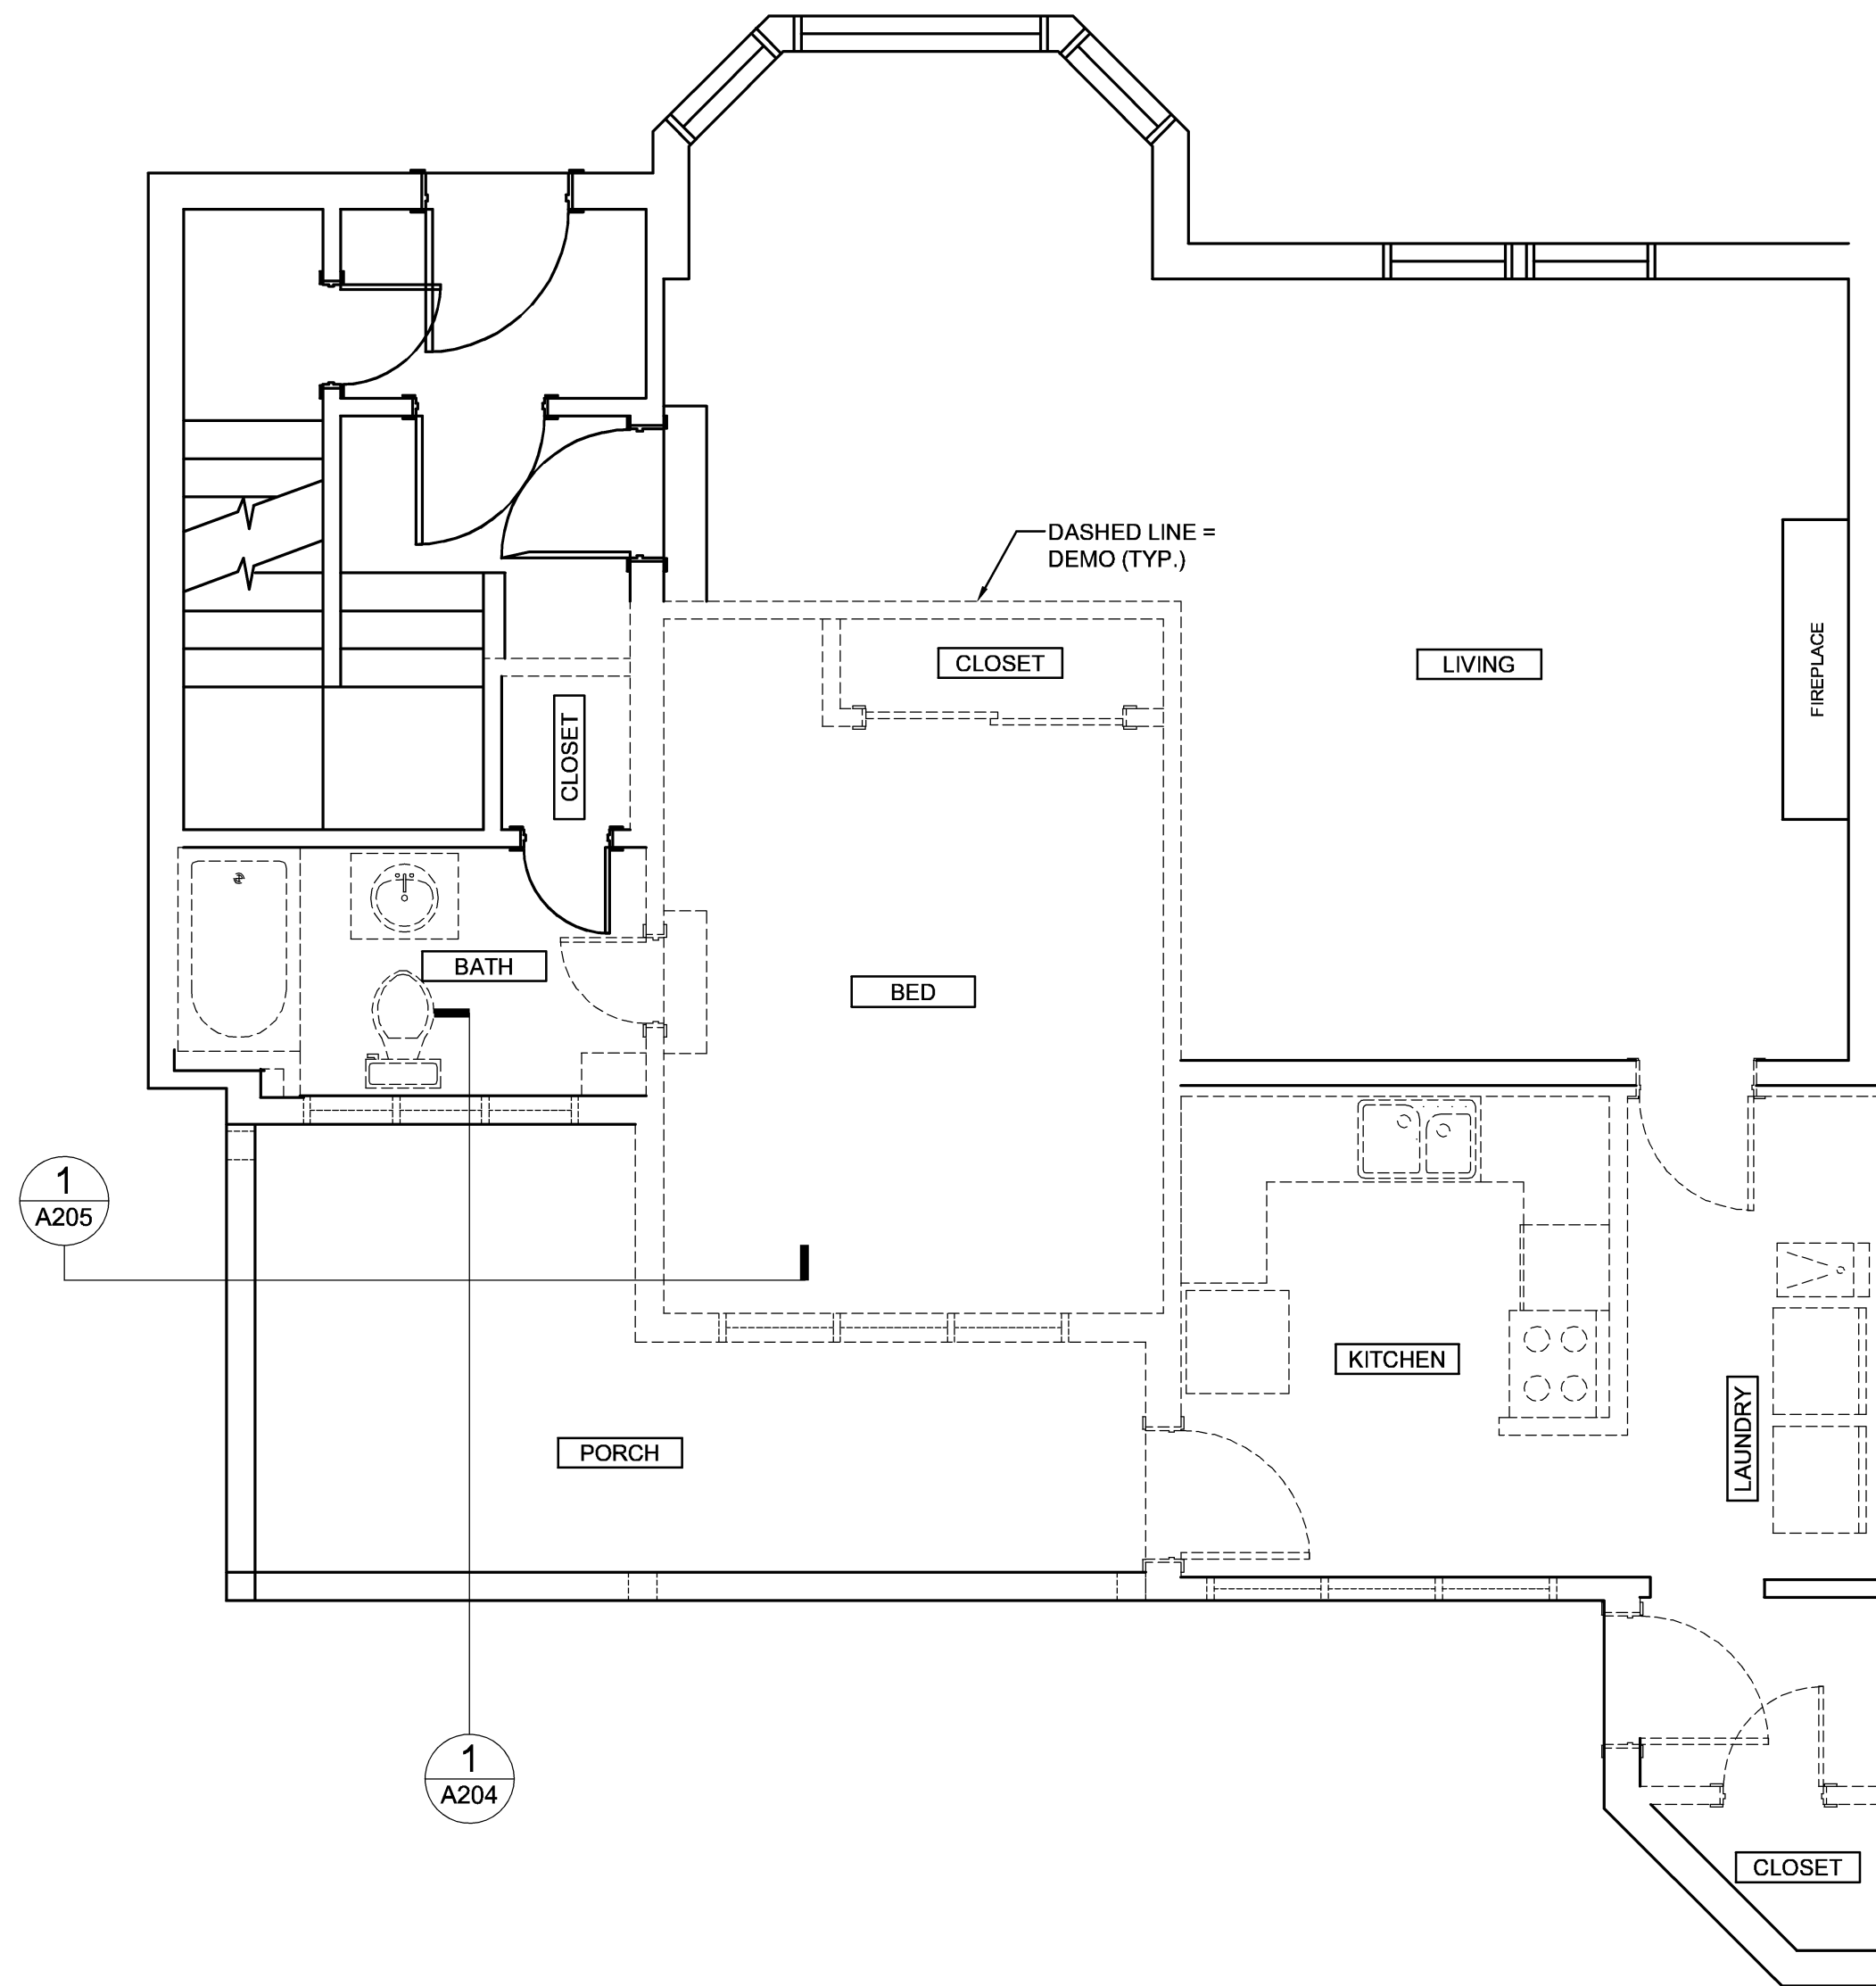 DASHED LINE =
DEMO (TYP.)
CLOSET
LIVING
FIREPLACE
CLOSET
BATH
BED
1
A205
KITCHEN
LAUNDRY
PORCH
1
A204
CLOSET